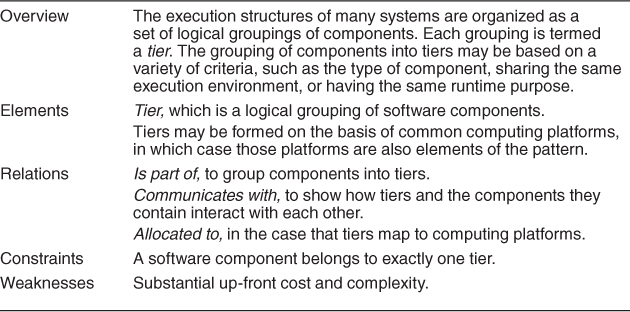 Overview The execution structures of many systems are organized as a
set of logical groupings of components. Each grouping is termed
a tier. The grouping of components into tiers may be based on a
variety of criteria, such as the type of component, sharing the same
execution environment, or having the same runtime purpose.
Elements Tier, which is a logical grouping of software components.
Tiers may be formed on the basis of common computing platforms,
in which case those platforms are also elements of the pattern.
Relations Is part of, to group components into tiers.
Communicates with, to show how tiers and the components they
contain interact with each other.
Allocated to, in the case that tiers map to computing platforms.
Constraints A software component belongs to exactly one tier.
Weaknesses Substantial up-front cost and complexity.